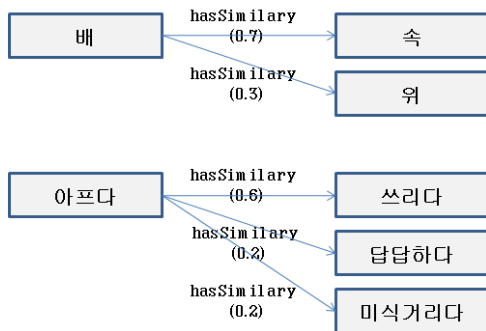 배
hasSimilary
(0.7)
속
hasSimilary
(0.3)
위
아프다
hasSimilary
(0.6)
쓰리다
hasSimilary
(0.2)
답답하다
hasSimilary
(0.2)
미식거리다